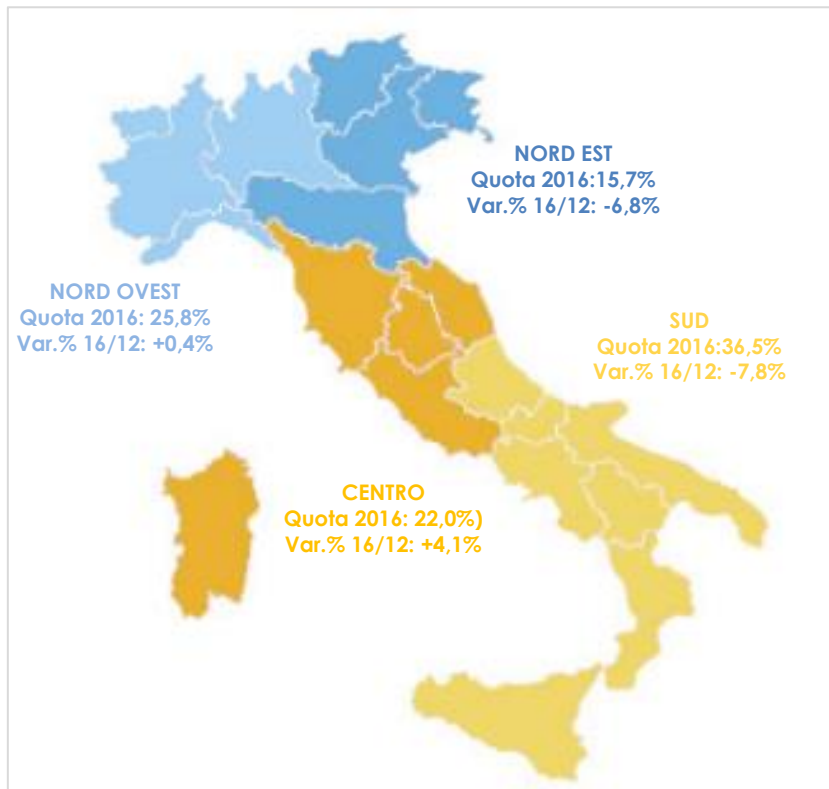 NORD EST
Quota 2016:15,7%
Var.% 16/12: -6,8%
NORD OVEST
Quota 2016: 25,8%
Var.% 16/12: +0,4%
SUD
Quota 2016:36,5%
Var.% 16/12: -7,8%
CENTRO
Quota 2016: 22,0%)
Var.% 16/12: +4,1%